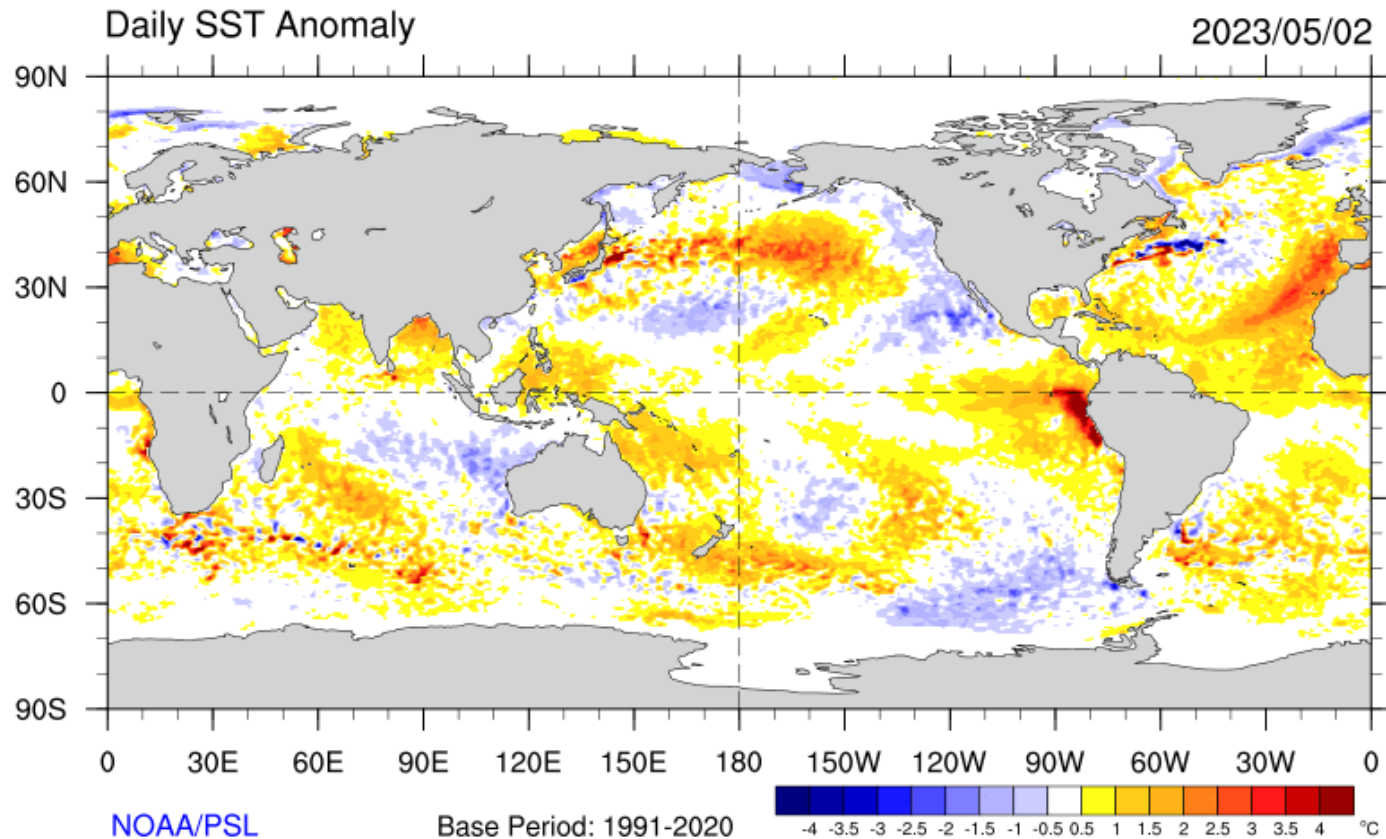 Daily SST Anomaly
2023/05/02
90N
60N
30N
0
30S
60S
90S
0 30E 60E 90E 120E 150E 180 150W 120W 90W 60W 30W 0
-4 -3.5 -3 -2.5 -2 -1.5 -1 -0.5 0.5 1 1.5 2 2.5 3 3.5 4 °C
NOAA/PSL
Base Period: 1991-2020